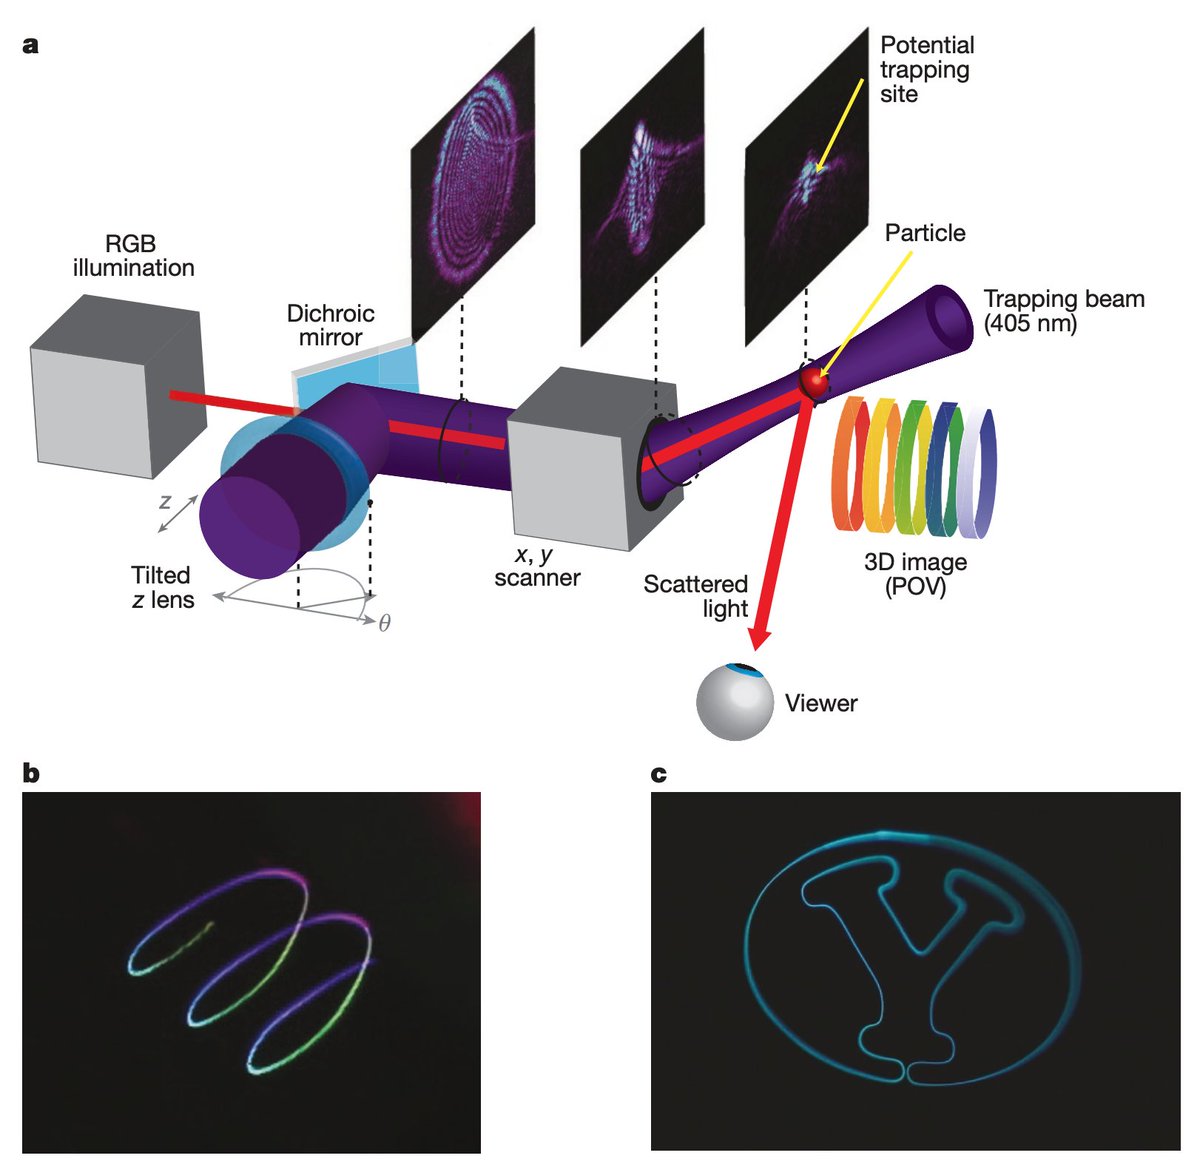 a
Potential
trapping
site
Particle
RGB
illumination
Dichroic
mirror
Trapping beam
(405 nm)
z
x, y
scanner
Tilted
z lens
θ
Scattered
light
3D image
(POV)
Viewer
b
c
Y